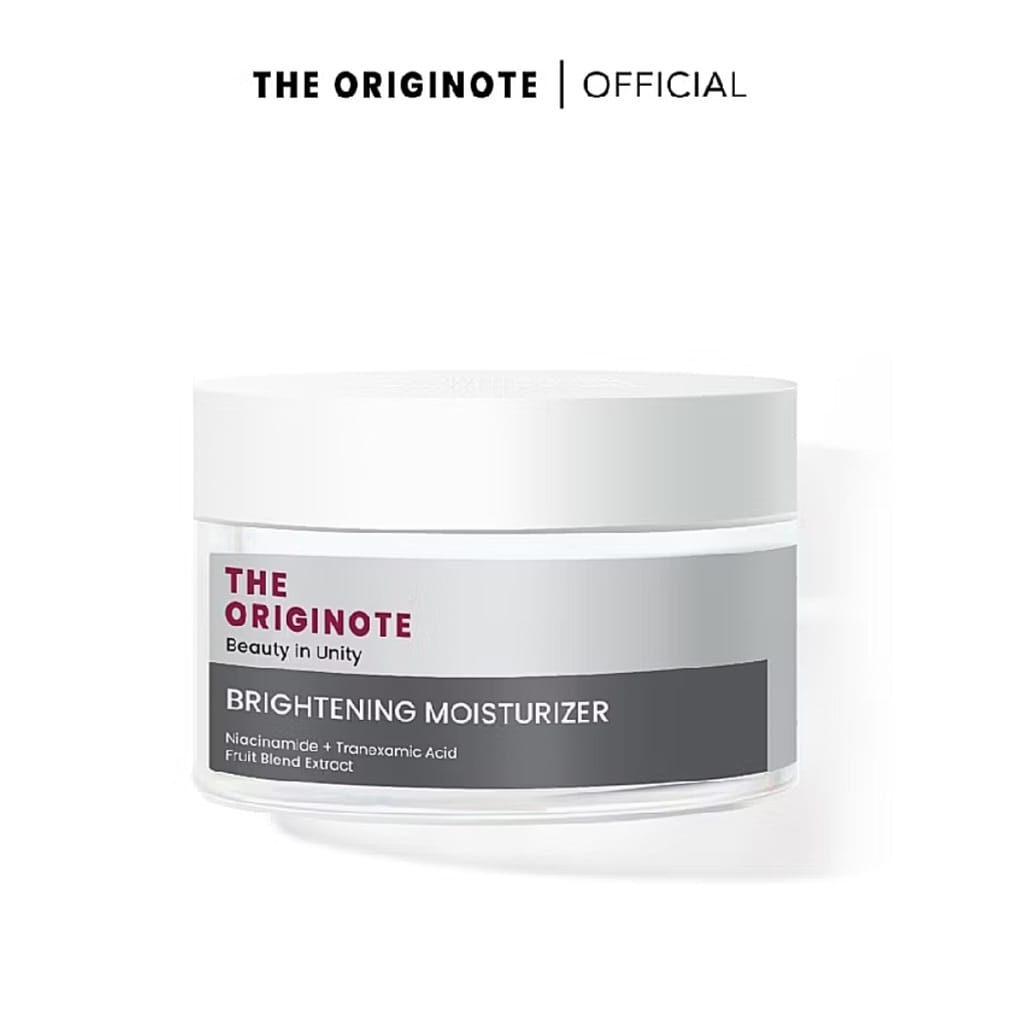 THE ORIGINOTE | OFFICIAL
THE
ORIGINOTE
Beauty in Unity
BRIGHTENING MOISTURIZER
Niacinamide + Tranexamic Acid
Fruit Blend Extract